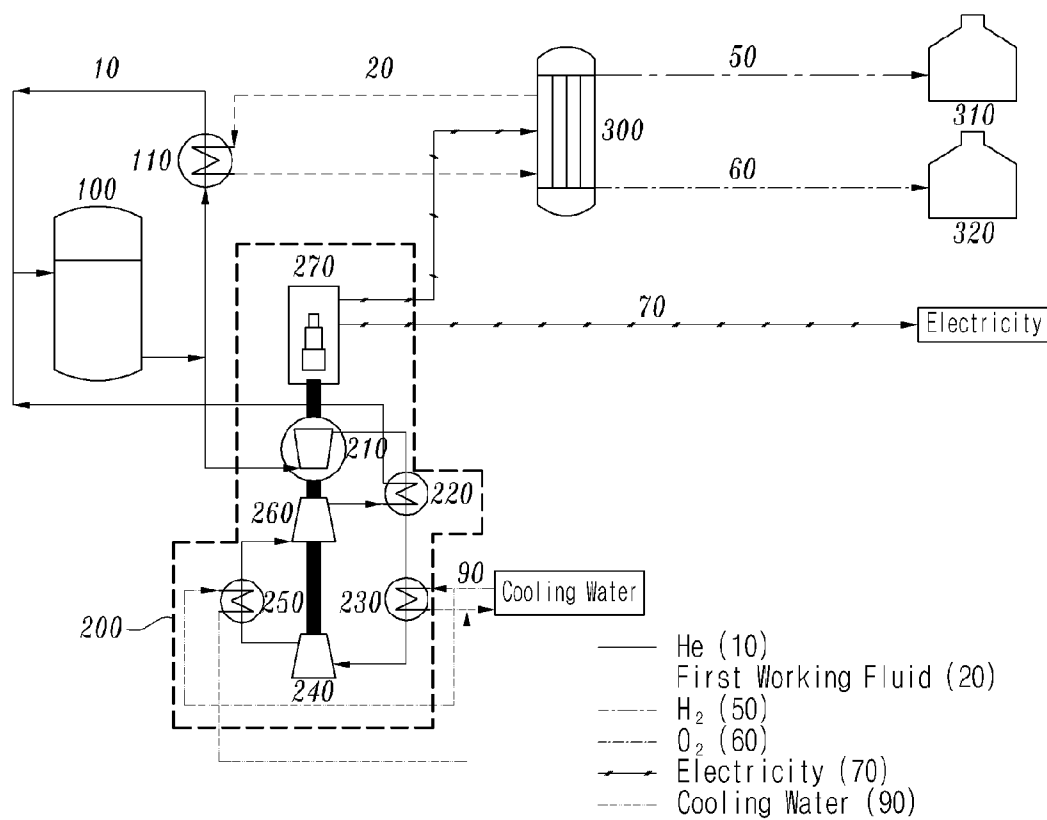 10
20
50
300
310
110
100
60
320
270
70
Electricity
210
220
260
90
Cooling Water
250
230
200
240
He (10)
First Working Fluid (20)
H₂ (50)
O₂ (60)
Electricity (70)
Cooling Water (90)